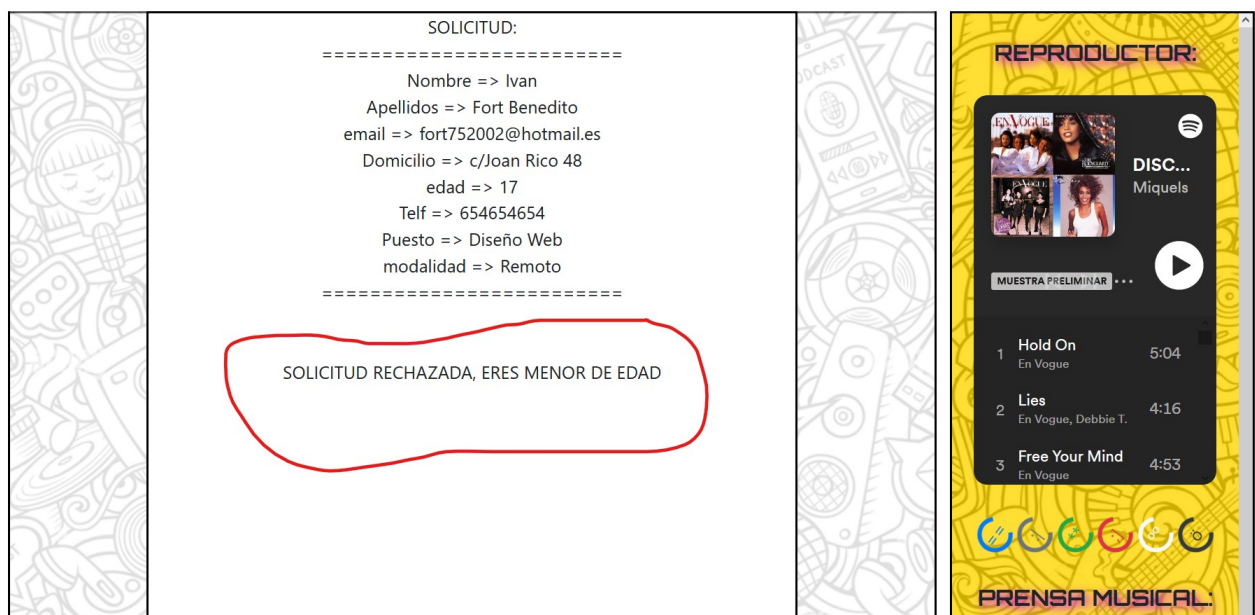 SOLICITUD:
=========================
Nombre => Ivan
Apellidos => Fort Benedito
email => fort752002@hotmail.es
Domicilio => c/Joan Rico 48
edad => 17
Telf => 654654654
Puesto => Diseño Web
modalidad => Remoto
=========================
SOLICITUD RECHAZADA, ERES MENOR DE EDAD
PODCAST
REPRODUCTOR:
EN VOGUE
DISC...
Miquels
MUESTRA PRELIMINAR ...
1 Hold On 5:04
En Vogue
2 Lies 4:16
En Vogue, Debbie T.
3 Free Your Mind 4:53
En Vogue
PRENSA MUSICAL: